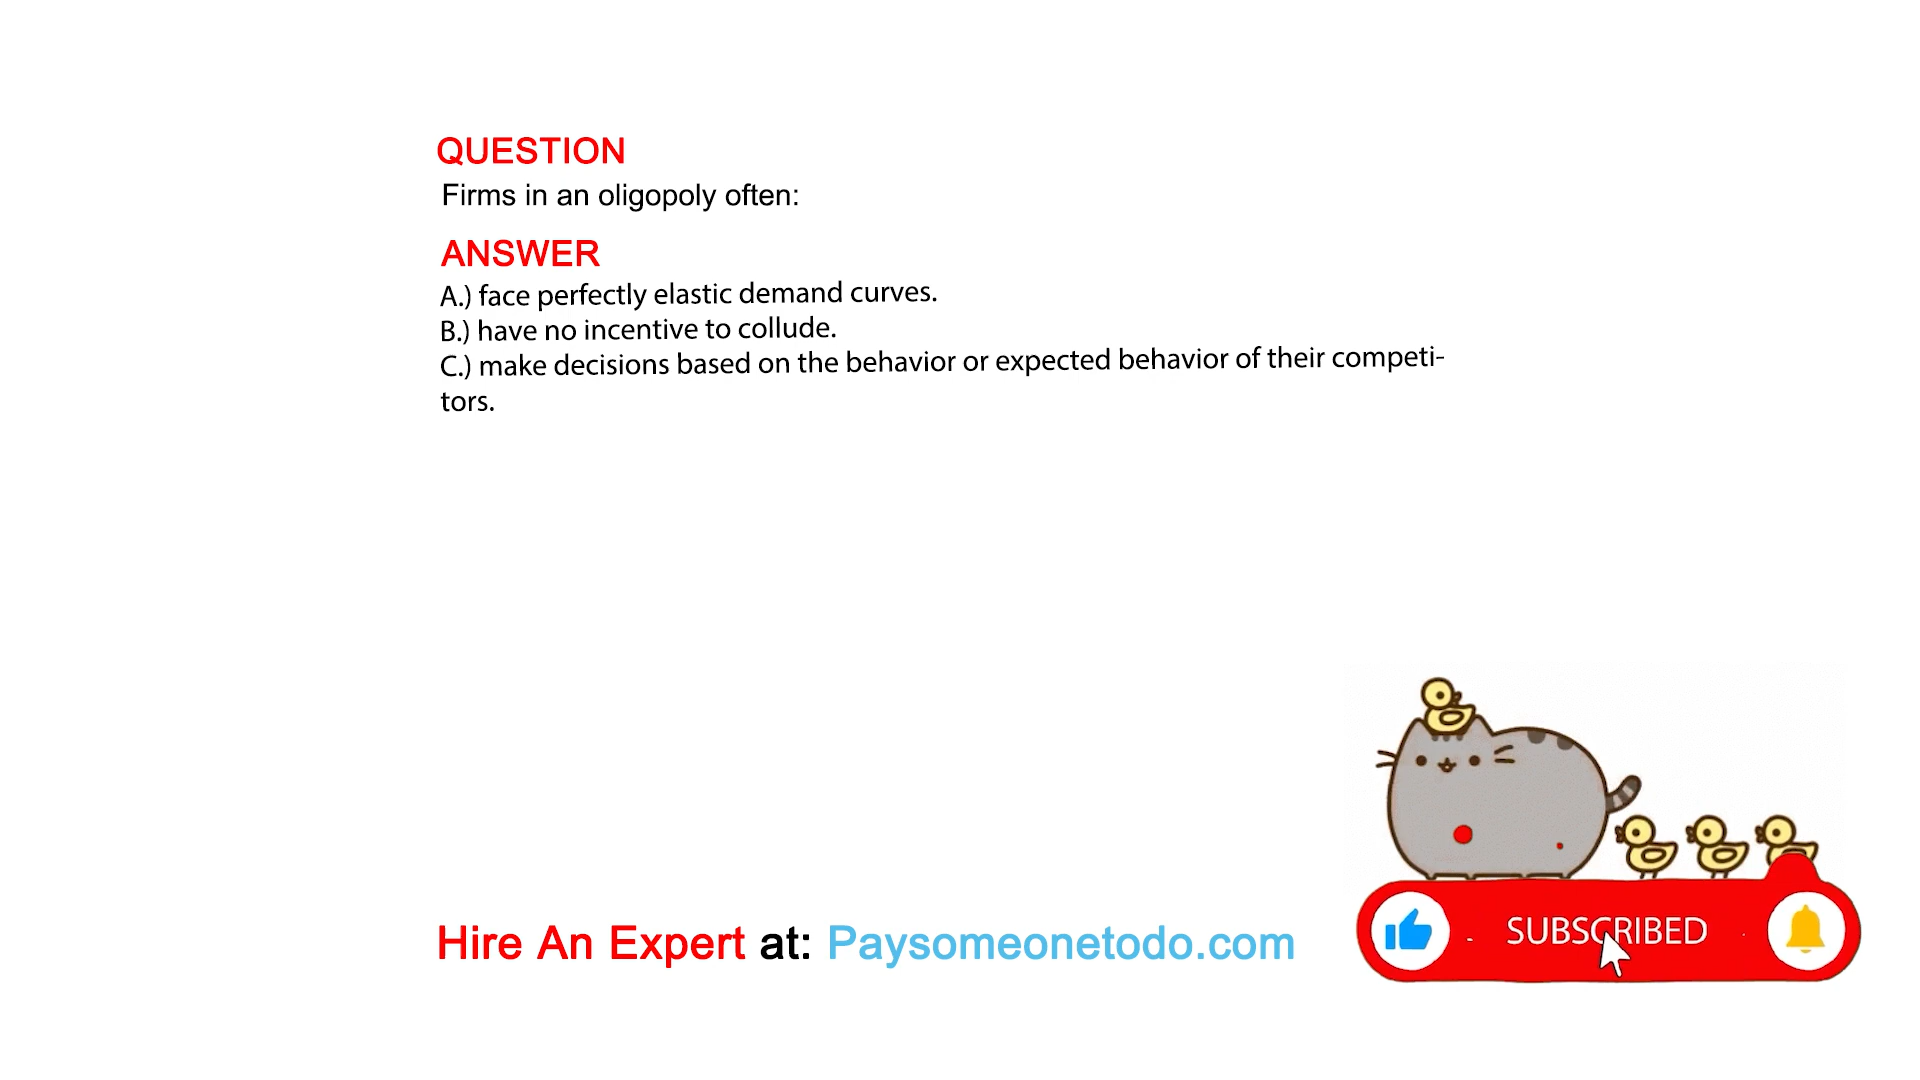 QUESTION
Firms in an oligopoly often:
ANSWER
A.) face perfectly elastic demand curves.
B.) have no incentive to collude.
C.) make decisions based on the behavior or expected behavior of their competi-
tors.
Hire An Expert at: Paysomeonetodo.com
SUBSCRIBED